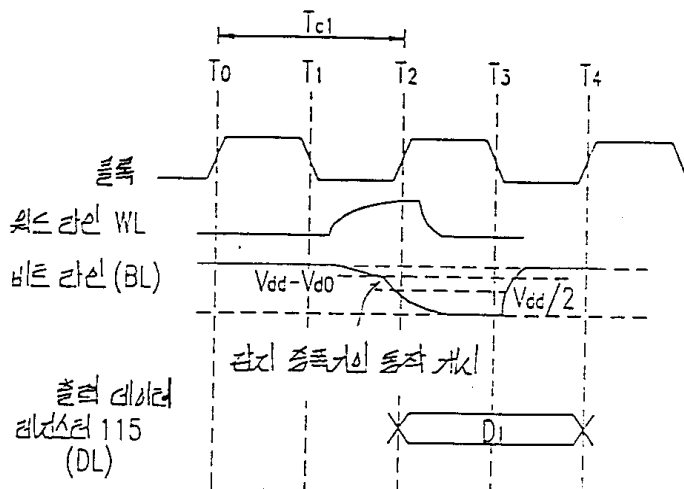 Tc1
T0 T1 T2 T3 T4
클록
워드 라인 WL
비트 라인 (BL)
Vdd-Vd0
Vdd/2
감지 증폭기의 동작 개시
출력 데이터
레지스터 115
(DL)
D1